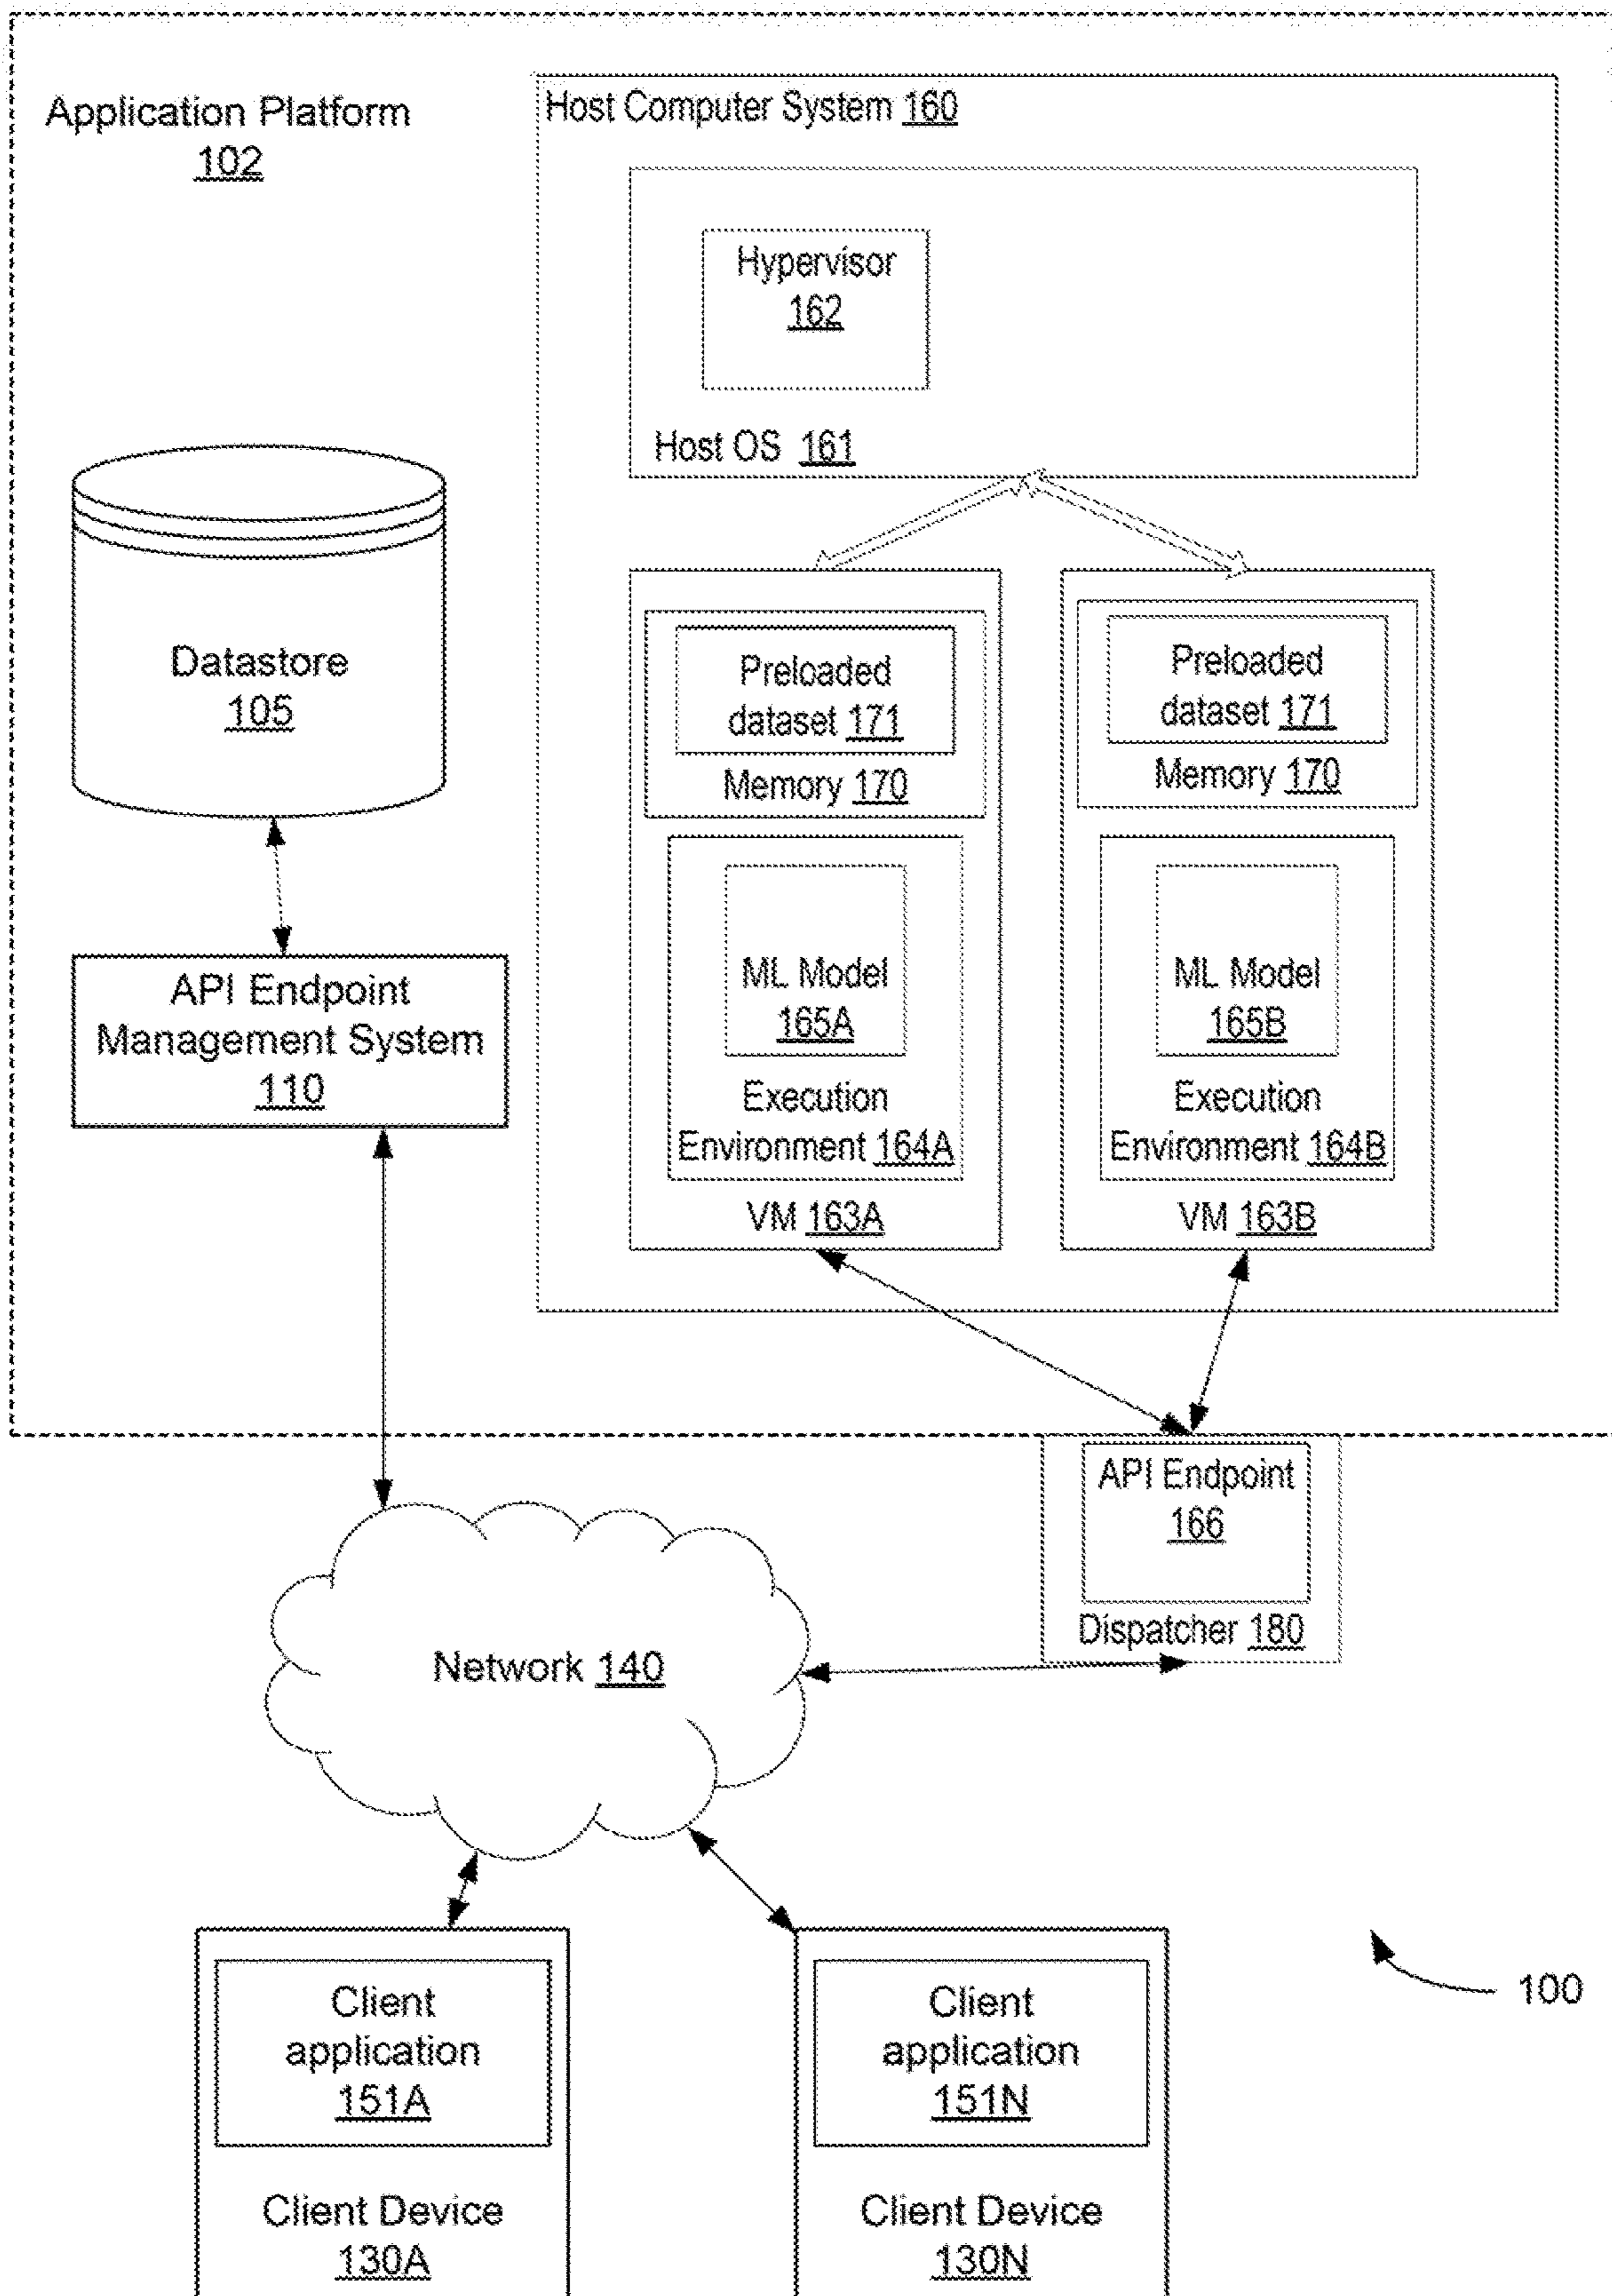 Application Platform
102
Host Computer System 160
Hypervisor
162
Host OS 161
Datastore
105
API Endpoint
Management System
110
Preloaded
dataset 171
Memory 170
ML Model
165A
Execution
Environment 164A
VM 163A
Preloaded
dataset 171
Memory 170
ML Model
165B
Execution
Environment 164B
VM 163B
API Endpoint
166
Dispatcher 180
Network 140
Client
application
151A
Client Device
130A
Client
application
151N
Client Device
130N
100